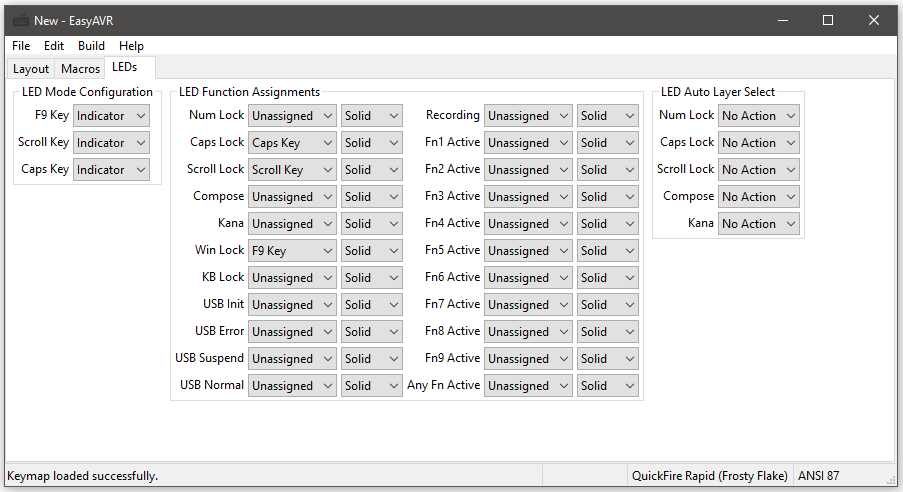 New - EasyAVR
File Edit Build Help
Layout Macros LEDs
LED Mode Configuration
F9 Key Indicator
Scroll Key Indicator
Caps Key Indicator
LED Function Assignments
Num Lock Unassigned Solid Recording Unassigned Solid
Caps Lock Caps Key Solid Fn1 Active Unassigned Solid
Scroll Lock Scroll Key Solid Fn2 Active Unassigned Solid
Compose Unassigned Solid Fn3 Active Unassigned Solid
Kana Unassigned Solid Fn4 Active Unassigned Solid
Win Lock F9 Key Solid Fn5 Active Unassigned Solid
KB Lock Unassigned Solid Fn6 Active Unassigned Solid
USB Init Unassigned Solid Fn7 Active Unassigned Solid
USB Error Unassigned Solid Fn8 Active Unassigned Solid
USB Suspend Unassigned Solid Fn9 Active Unassigned Solid
USB Normal Unassigned Solid Any Fn Active Unassigned Solid
LED Auto Layer Select
Num Lock No Action
Caps Lock No Action
Scroll Lock No Action
Compose No Action
Kana No Action
Keymap loaded successfully. QuickFire Rapid (Frosty Flake) ANSI 87